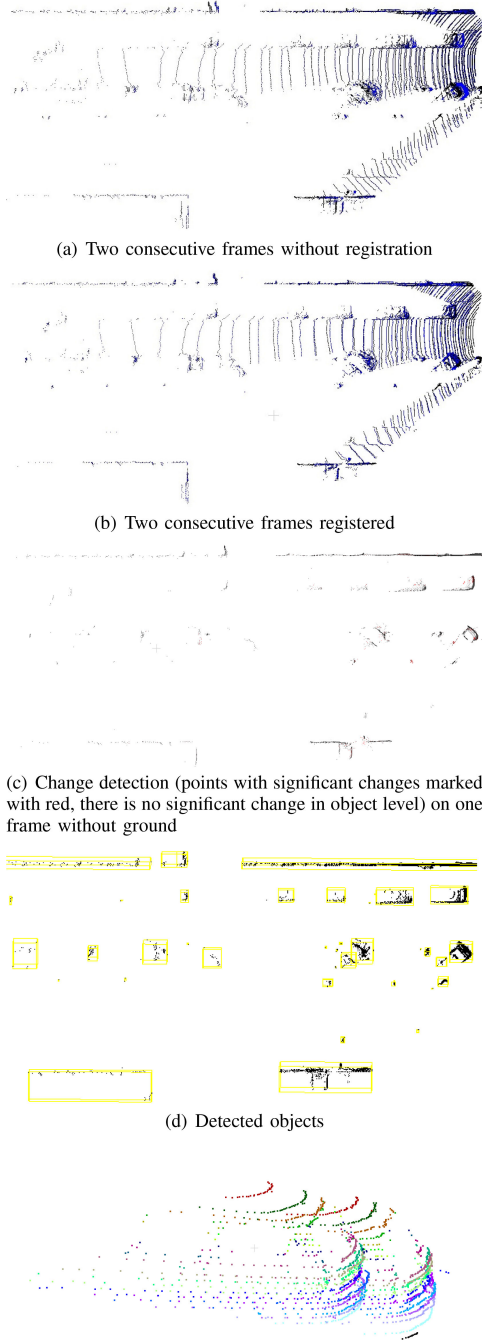 (a) Two consecutive frames without registration
(b) Two consecutive frames registered
(c) Change detection (points with significant changes marked
with red, there is no significant change in object level) on one
frame without ground
(d) Detected objects